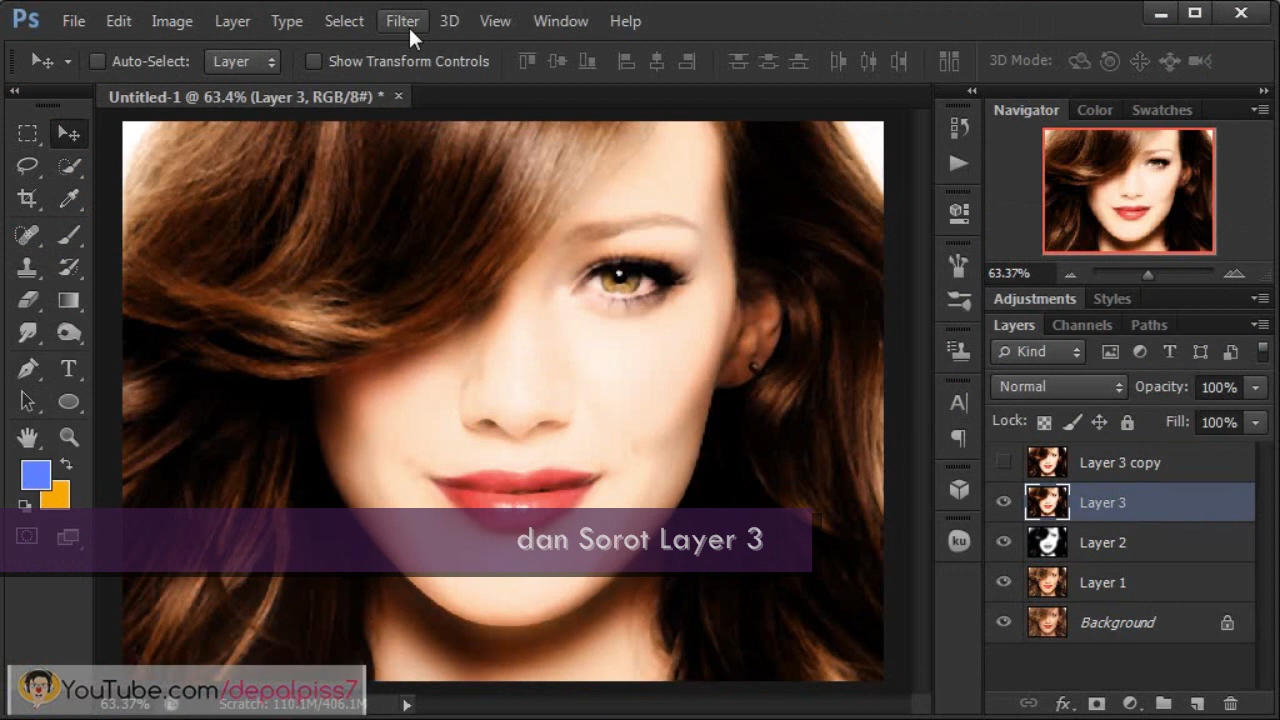 Ps File Edit Image Layer Type Select Filter 3D View Window Help
Auto-Select: Layer Show Transform Controls 3D Mode:
Untitled-1 @ 63.4% (Layer 3, RGB/8#) * ×
Navigator Color Swatches
63.37%
Adjustments Styles
Layers Channels Paths
Kind
Normal Opacity: 100%
Lock: Fill: 100%
Layer 3 copy
Layer 3
Layer 2
Layer 1
Background
ku
dan Sorot Layer 3
YouTube.com/depalpiss7
63.37% Scratch: 110.1M/406.1M
fx